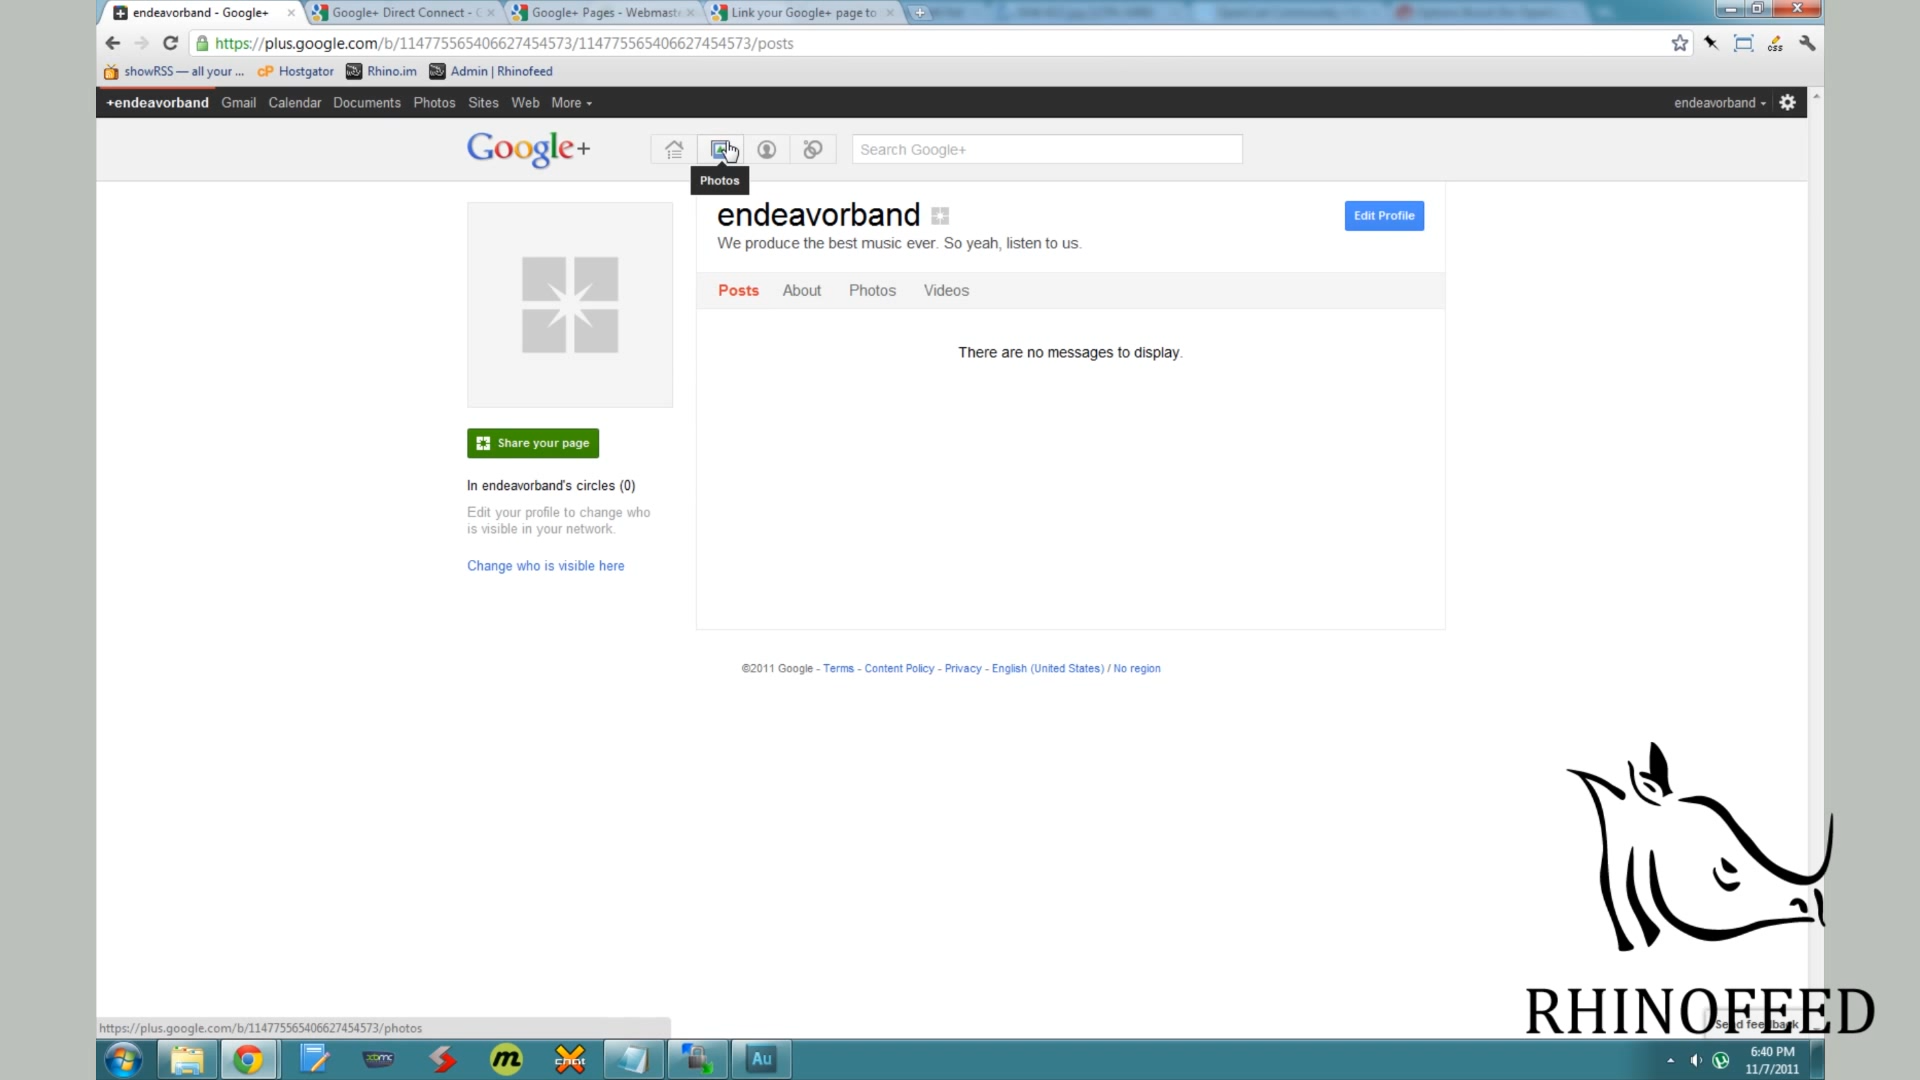 endeavorband - Google+
Google+ Direct Connect -
Google+ Pages - Webmaste
Link your Google+ page to
https://plus.google.com/b/114775565406627454573/114775565406627454573/posts
showRSS — all your ...
cP Hostgator
Rhino.im
Admin | Rhinofeed
+endeavorband Gmail Calendar Documents Photos Sites Web More
endeavorband
Google+
Search Google+
Photos
endeavorband
Edit Profile
We produce the best music ever. So yeah, listen to us.
Posts About Photos Videos
There are no messages to display.
Share your page
In endeavorband's circles (0)
Edit your profile to change who
is visible in your network.
Change who is visible here
©2011 Google - Terms - Content Policy - Privacy - English (United States) / No region
RHINOFEED
Send feedback
https://plus.google.com/b/114775565406627454573/photos
xbmc
m
Au
6:40 PM
11/7/2011